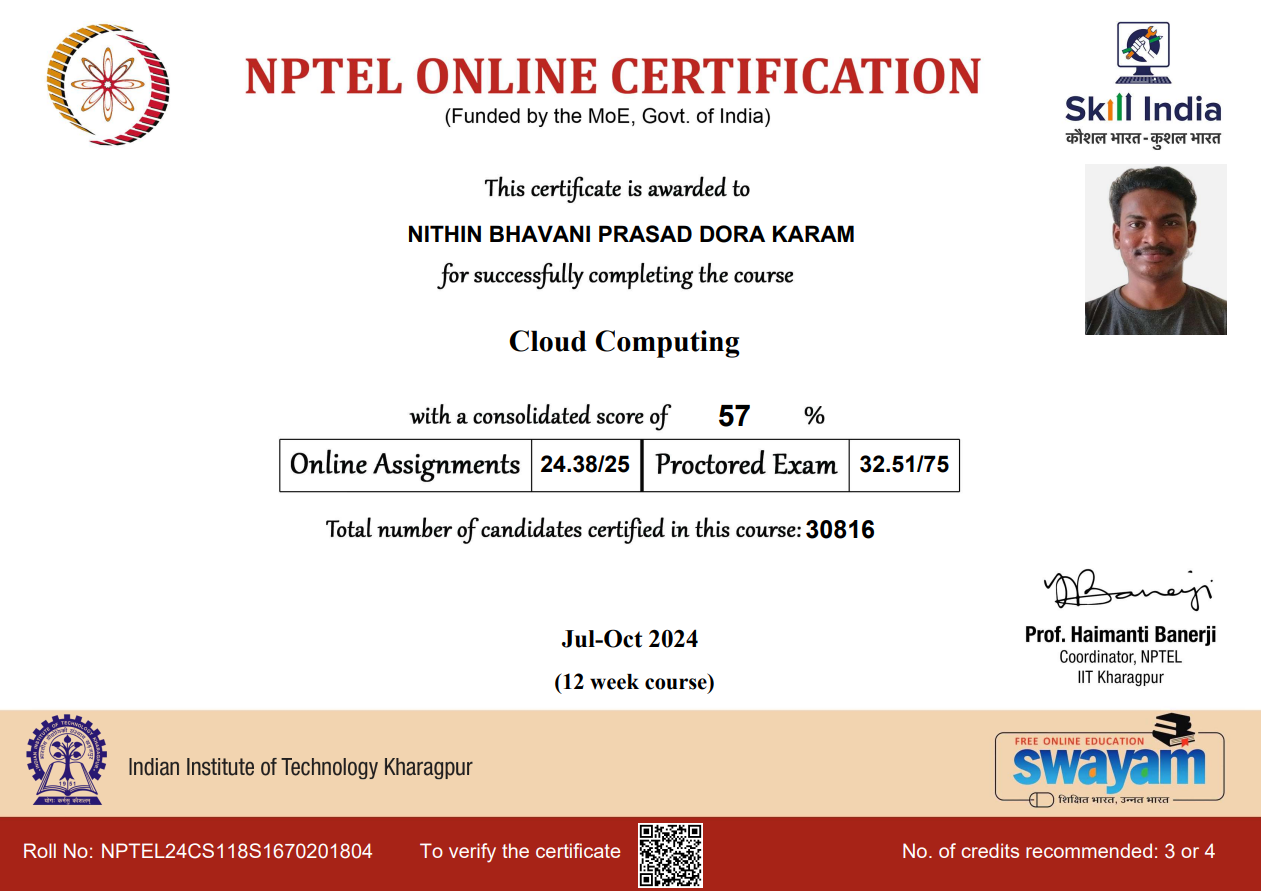 NPTEL ONLINE CERTIFICATION
(Funded by the MoE, Govt. of India)
Skill India
कौशल भारत - कुशल भारत
This certificate is awarded to
NITHIN BHAVANI PRASAD DORA KARAM
for successfully completing the course
Cloud Computing
with a consolidated score of 57 %
Online Assignments 24.38/25 Proctored Exam 32.51/75
Total number of candidates certified in this course: 30816
Jul-Oct 2024
(12 week course)
Prof. Haimanti Banerji
Coordinator, NPTEL
IIT Kharagpur
Indian Institute of Technology Kharagpur
FREE ONLINE EDUCATION
swayam
शिक्षित भारत, उन्नत भारत
Roll No: NPTEL24CS118S1670201804 To verify the certificate No. of credits recommended: 3 or 4